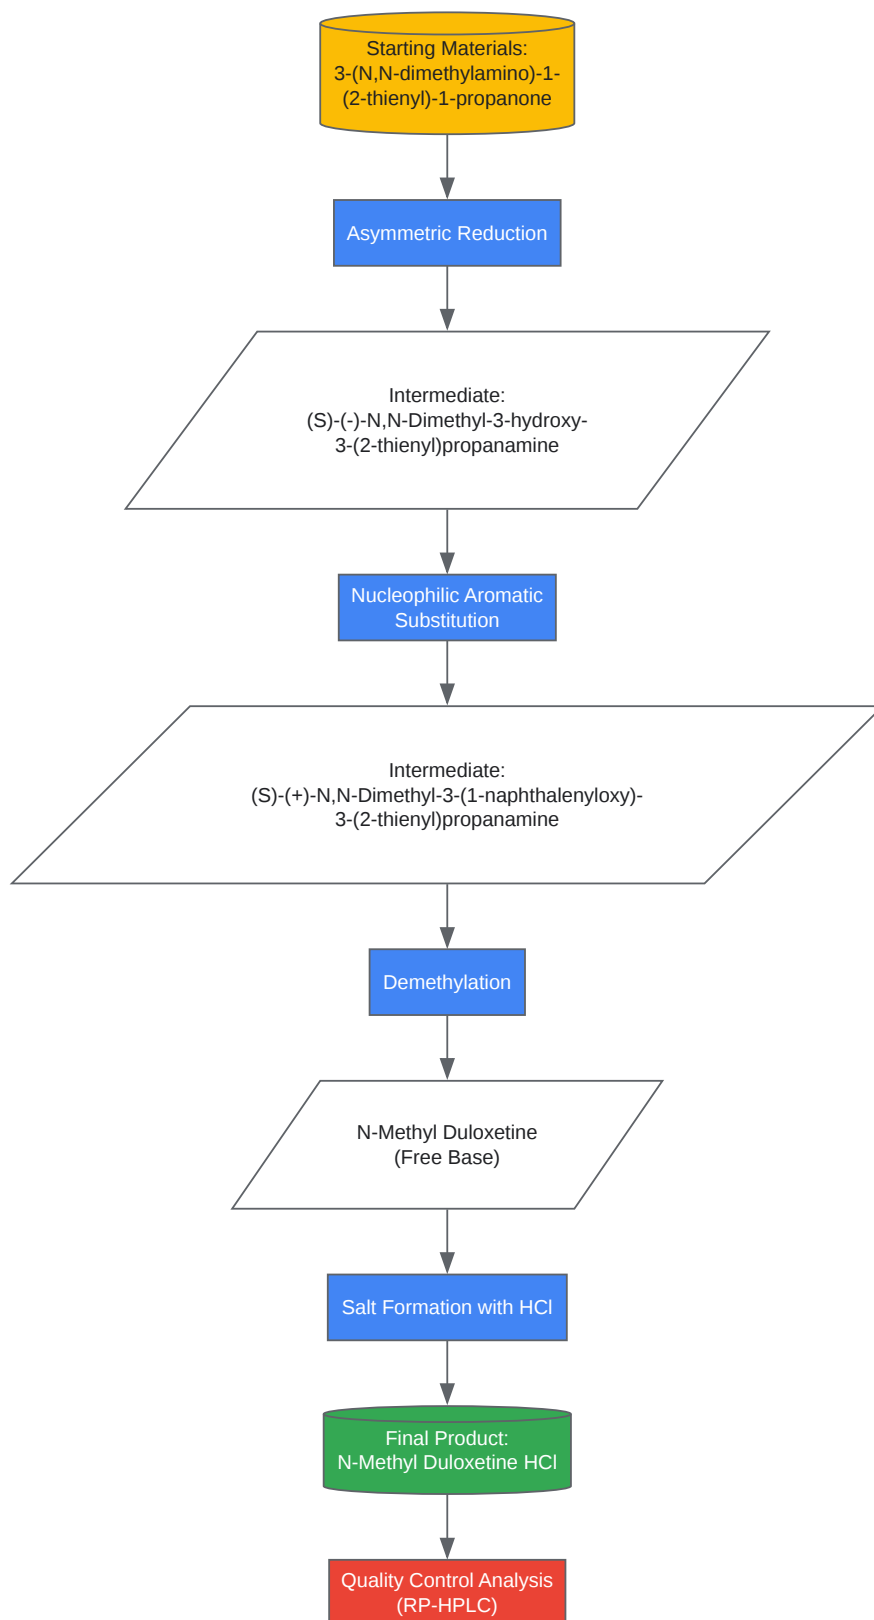 Starting Materials:
3-(N,N-dimethylamino)-1-
(2-thienyl)-1-propanone
Asymmetric Reduction
Intermediate:
(S)-(-)-N,N-Dimethyl-3-hydroxy-
3-(2-thienyl)propanamine
Nucleophilic Aromatic
Substitution
Intermediate:
(S)-(+)-N,N-Dimethyl-3-(1-naphthalenyloxy)-
3-(2-thienyl)propanamine
Demethylation
N-Methyl Duloxetine
(Free Base)
Salt Formation with HCl
Final Product:
N-Methyl Duloxetine HCl
Quality Control Analysis
(RP-HPLC)